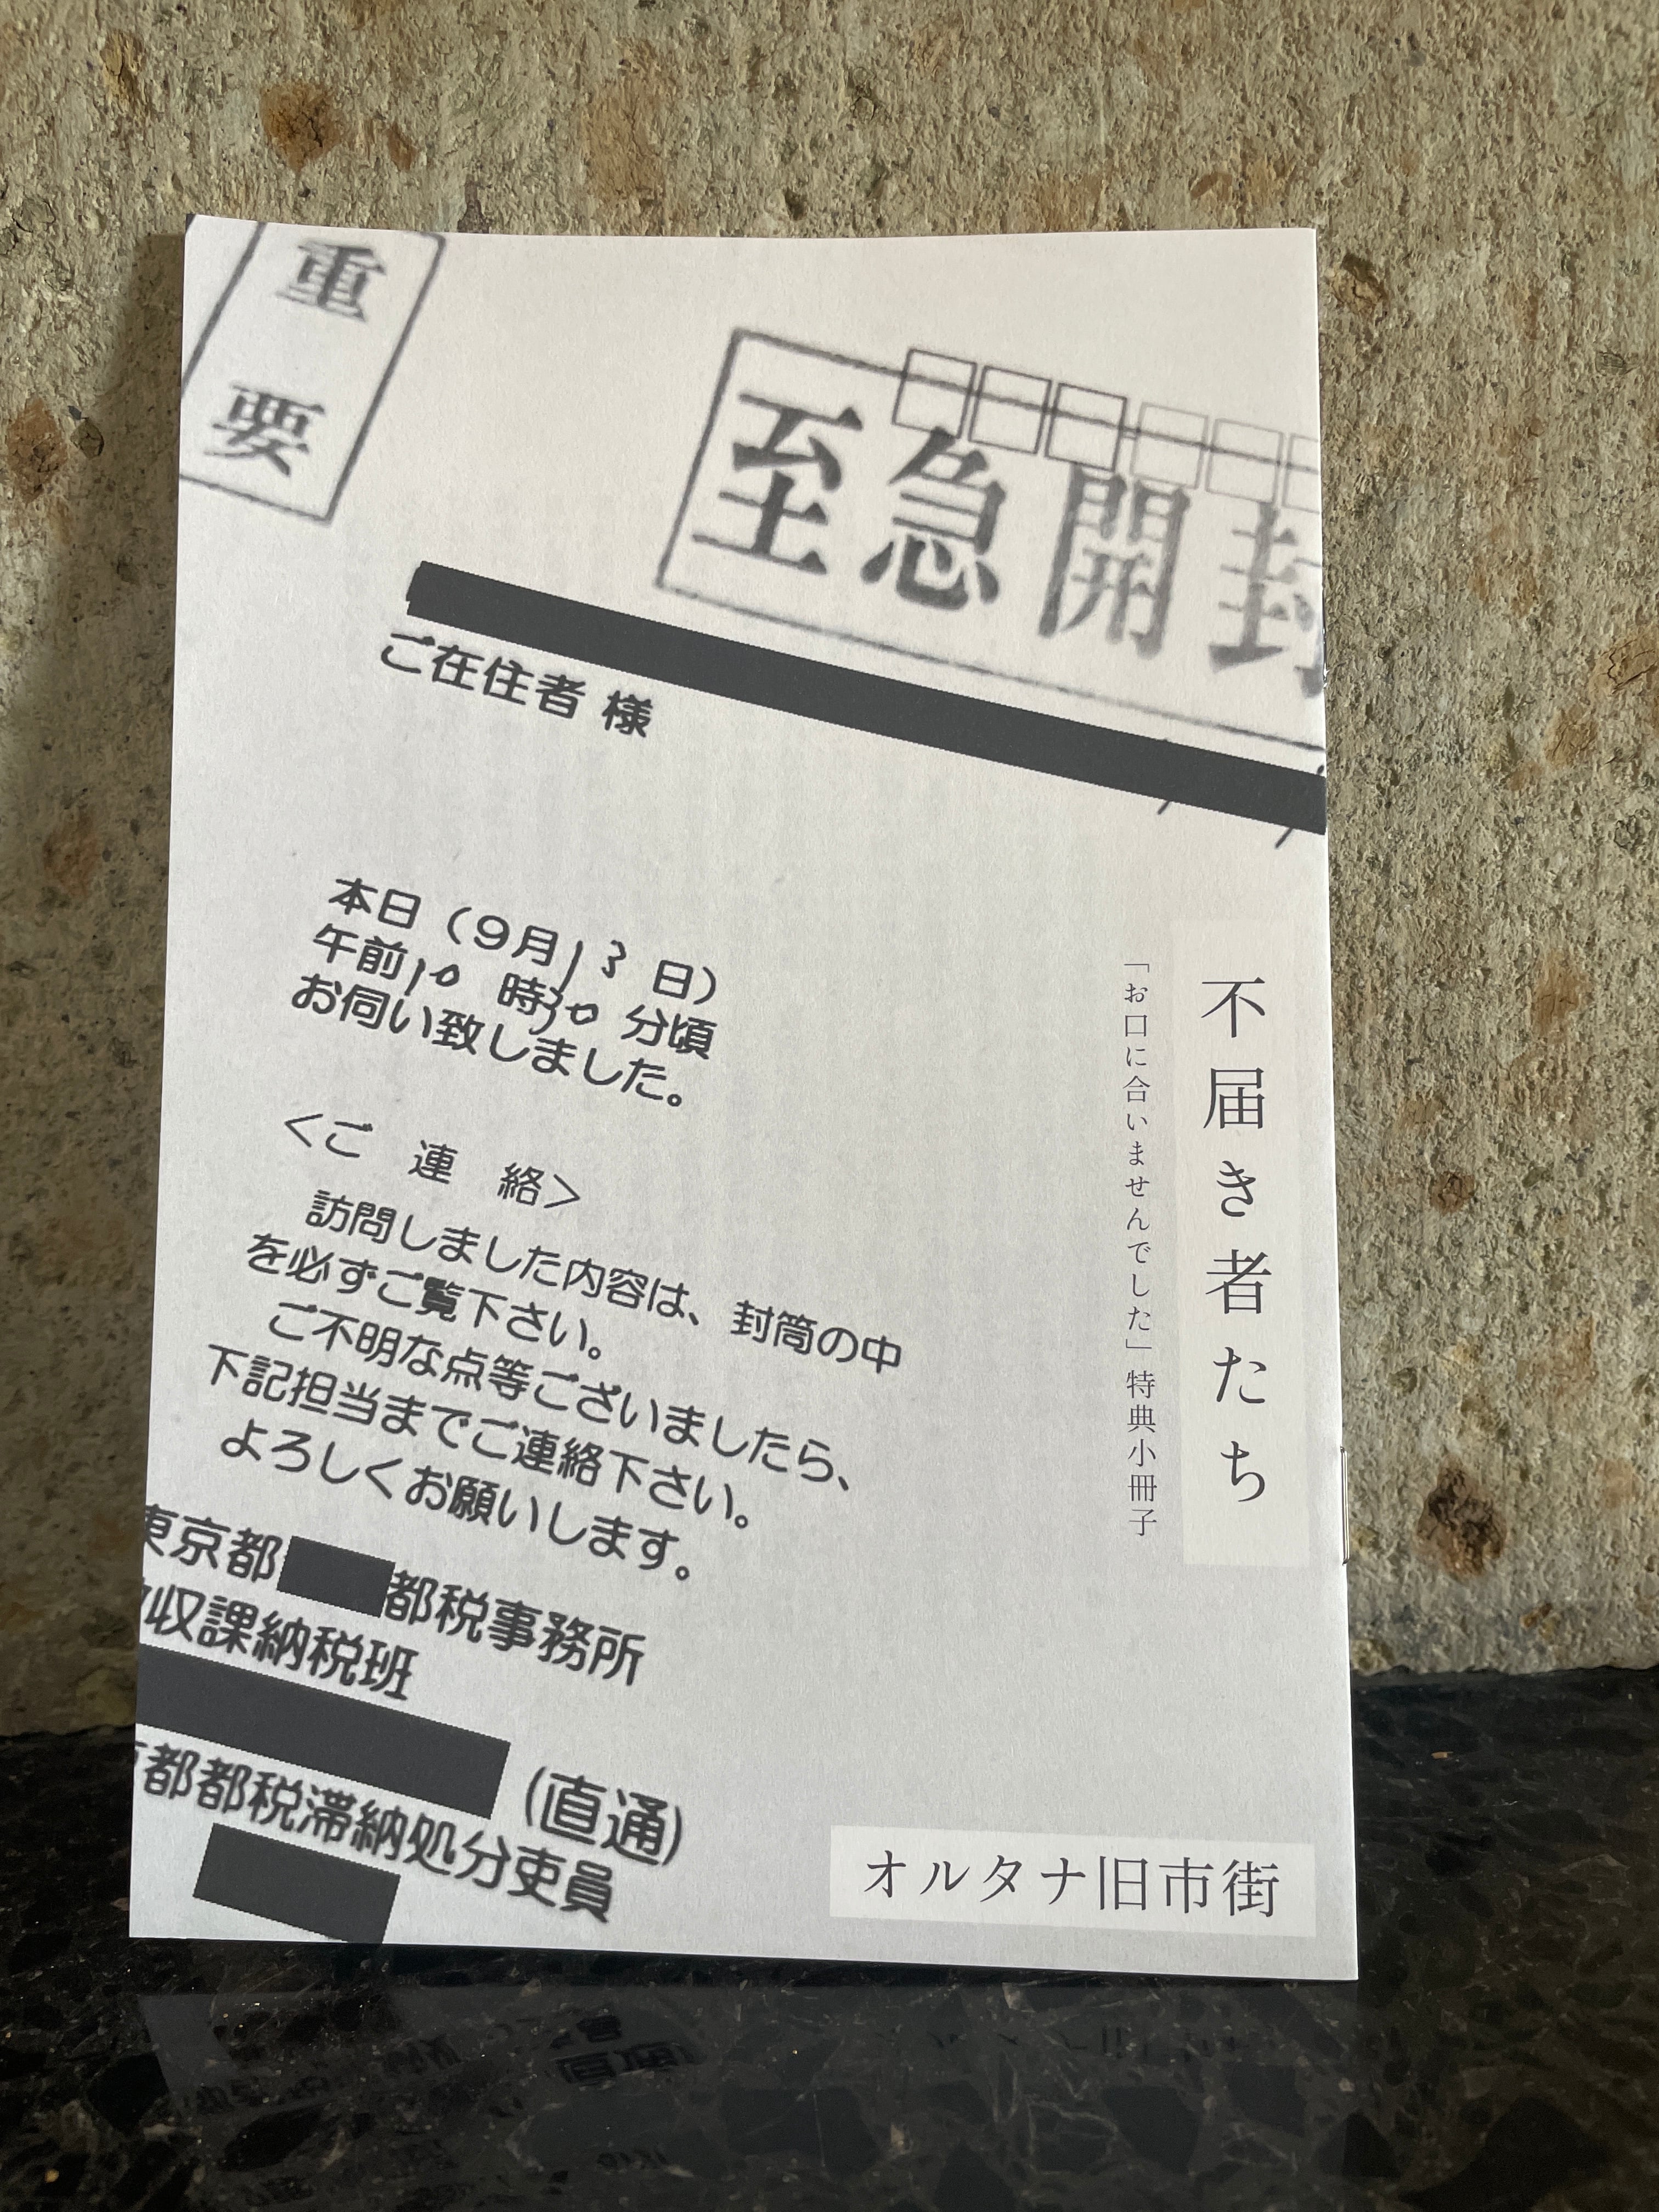 重要
至急開封
ご在住者 様
本日（９月13日）
午前10 時30 分頃
お伺い致しました。
＜ご 連 絡＞
訪問しました内容は、封筒の中
を必ずご覧下さい。
ご不明な点等ございましたら、
下記担当までご連絡下さい。
よろしくお願いします。
東京都
都税事務所
収課納税班
(直通)
都都税滞納処分吏員
不届き者たち
「お口に合いませんでした」特典小冊子
オルタナ旧市街